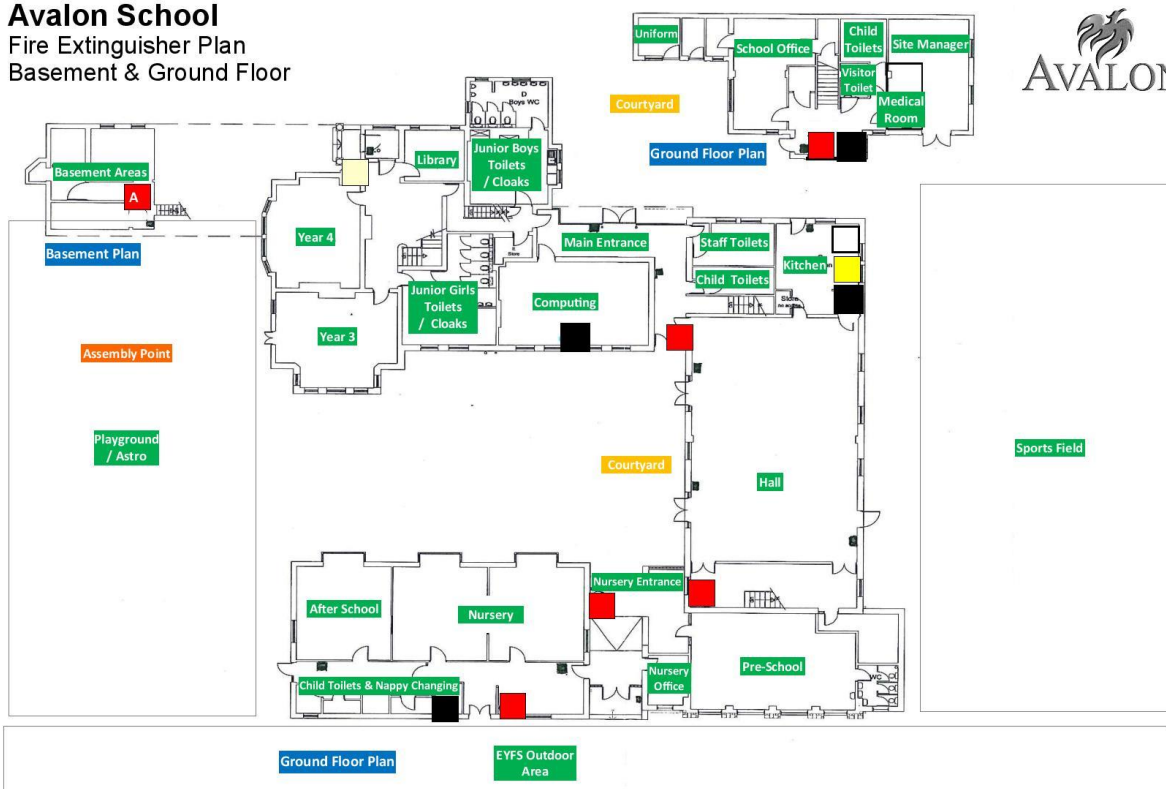 Avalon School
Fire Extinguisher Plan
Basement & Ground Floor
Uniform
School Office
Child
Toilets
Site Manager
Visitor
Toilet
Medical
Room
Courtyard
Ground Floor Plan
AVALON
D
Boys WC
Junior Boys
Toilets
/ Cloaks
Library
Basement Areas
A
Basement Plan
Year 4
Main Entrance
Staff Toilets
Child Toilets
Kitchen
Store
Store
Junior Girls
Toilets
/ Cloaks
Computing
Year 3
Assembly Point
Playground
/ Astro
Courtyard
Hall
Sports Field
Nursery Entrance
After School
Nursery
Pre-School
Nursery
Office
WC
Child Toilets & Nappy Changing
Ground Floor Plan
EYFS Outdoor
Area